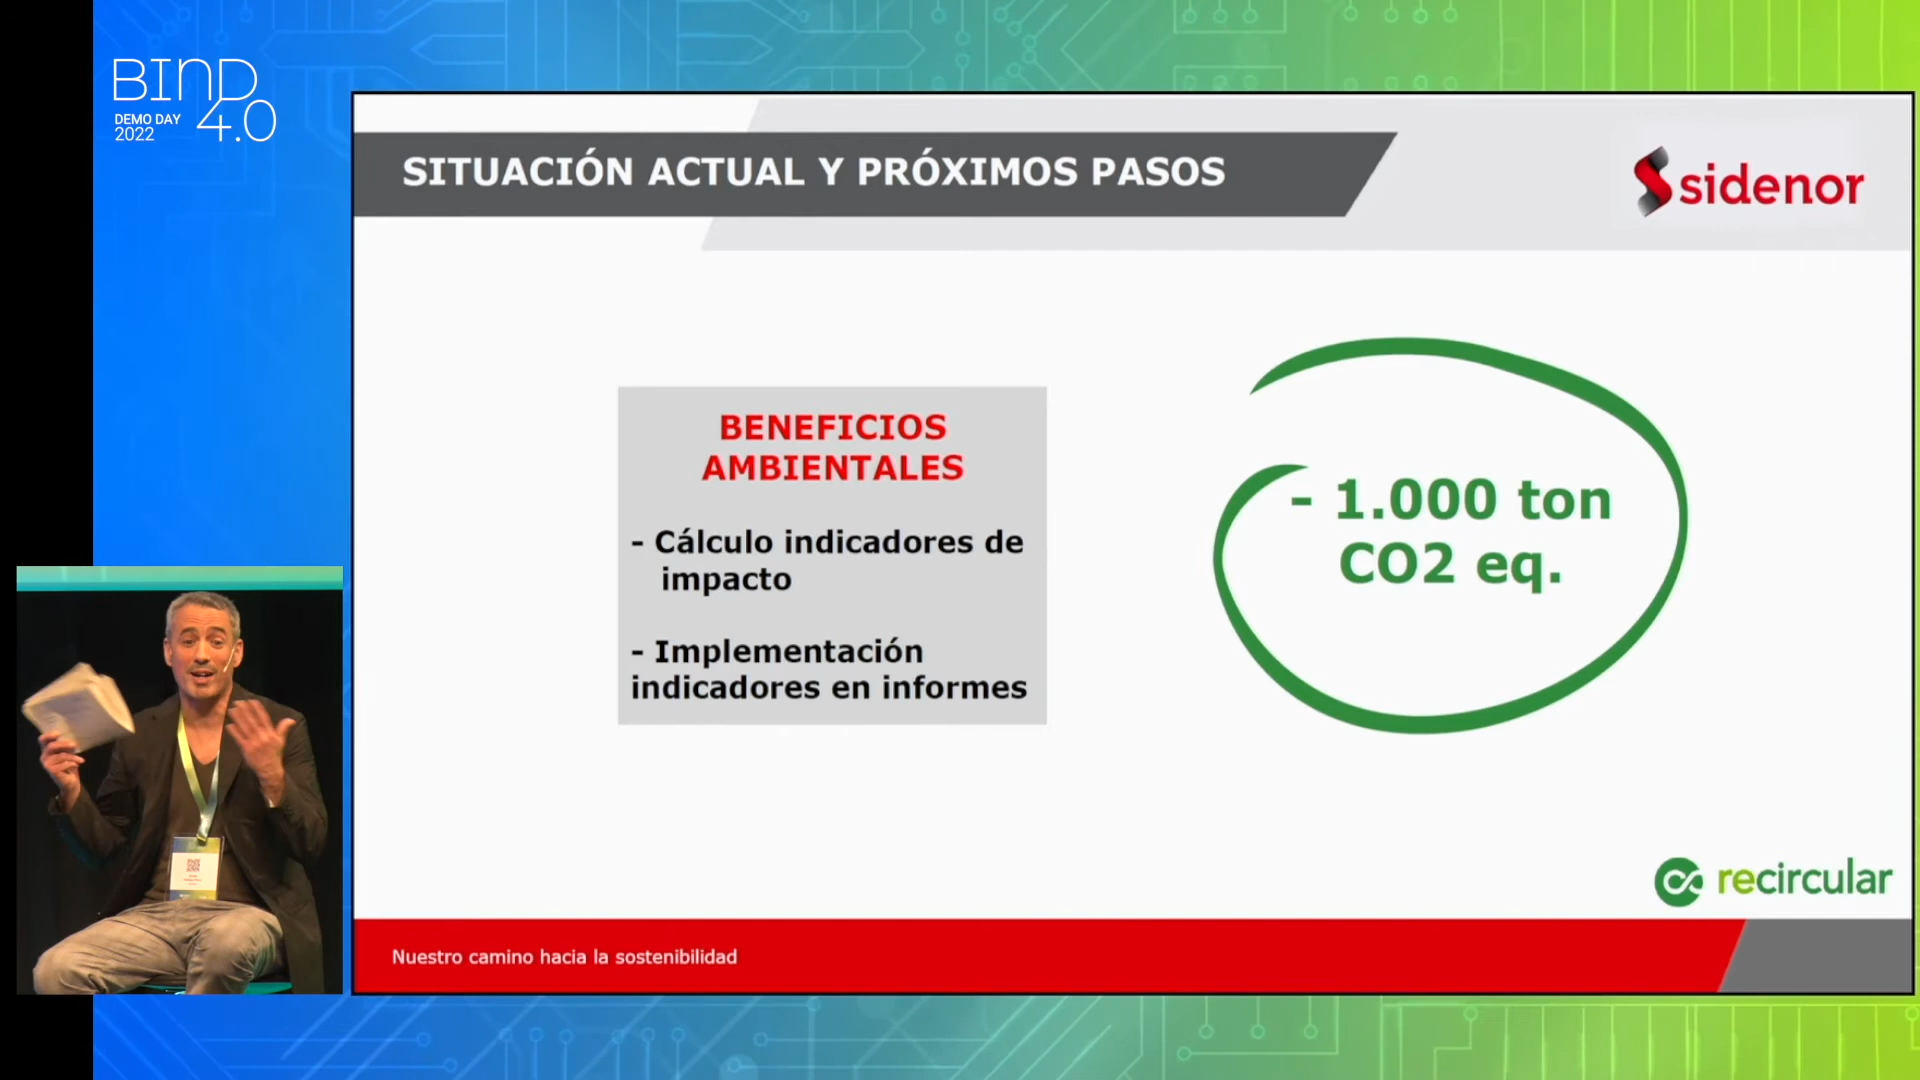 BIND
4.0
DEMO DAY
2022
SITUACIÓN ACTUAL Y PRÓXIMOS PASOS
sidenor
BENEFICIOS
AMBIENTALES
- Cálculo indicadores de
impacto
- Implementación
indicadores en informes
- 1.000 ton
CO2 eq.
recircular
Nuestro camino hacia la sostenibilidad